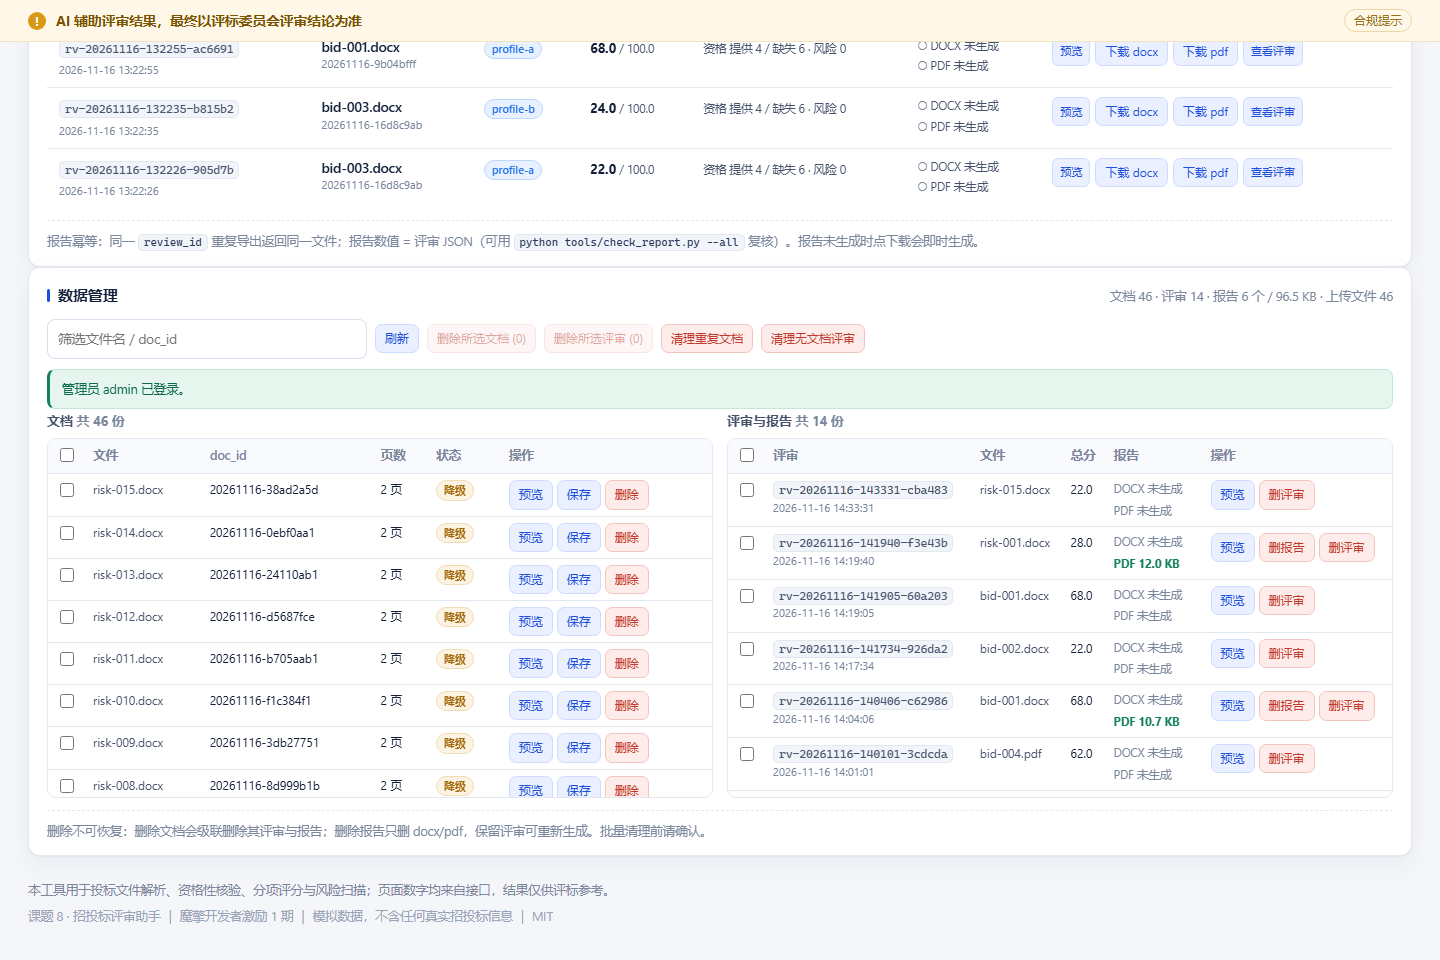 AI 辅助评审结果，最终以评标委员会评审结论为准 合规提示
rv-20261116-132255-ac6691 bid-001.docx profile-a 68.0 / 100.0 资格 提供 4 / 缺失 6 · 风险 0 DOCX 未生成 预览 下载 docx 下载 pdf 查看评审
2026-11-16 13:22:55 20261116-9b04bfff PDF 未生成
rv-20261116-132235-b815b2 bid-003.docx profile-b 24.0 / 100.0 资格 提供 4 / 缺失 6 · 风险 0 DOCX 未生成 预览 下载 docx 下载 pdf 查看评审
2026-11-16 13:22:35 20261116-16d8c9ab PDF 未生成
rv-20261116-132226-905d7b bid-003.docx profile-a 22.0 / 100.0 资格 提供 4 / 缺失 6 · 风险 0 DOCX 未生成 预览 下载 docx 下载 pdf 查看评审
2026-11-16 13:22:26 20261116-16d8c9ab PDF 未生成
报告幂等：同一 review_id 重复导出返回同一文件；报告数值 = 评审 JSON（可用 python tools/check_report.py --all 复核）。报告未生成时点下载会即时生成。
数据管理 文档 46 · 评审 14 · 报告 6 个 / 96.5 KB · 上传文件 46
筛选文件名 / doc_id 刷新 删除所选文档 (0) 删除所选评审 (0) 清理重复文档 清理无文档评审
管理员 admin 已登录。
文档 共 46 份
文件 doc_id 页数 状态 操作
risk-015.docx 20261116-38ad2a5d 2 页 降级 预览 保存 删除
risk-014.docx 20261116-0ebf0aa1 2 页 降级 预览 保存 删除
risk-013.docx 20261116-24110ab1 2 页 降级 预览 保存 删除
risk-012.docx 20261116-d5687fce 2 页 降级 预览 保存 删除
risk-011.docx 20261116-b705aab1 2 页 降级 预览 保存 删除
risk-010.docx 20261116-f1c384f1 2 页 降级 预览 保存 删除
risk-009.docx 20261116-3db27751 2 页 降级 预览 保存 删除
risk-008.docx 20261116-8d999b1b 2 页 降级 预览 保存 删除
评审与报告 共 14 份
评审 文件 总分 报告 操作
rv-20261116-143331-cba483 risk-015.docx 22.0 DOCX 未生成 预览 删评审
2026-11-16 14:33:31 PDF 未生成
rv-20261116-141940-f3e43b risk-001.docx 28.0 DOCX 未生成 预览 删报告 删评审
2026-11-16 14:19:40 PDF 12.0 KB
rv-20261116-141905-60a203 bid-001.docx 68.0 DOCX 未生成 预览 删评审
2026-11-16 14:19:05 PDF 未生成
rv-20261116-141734-926da2 bid-002.docx 22.0 DOCX 未生成 预览 删评审
2026-11-16 14:17:34 PDF 未生成
rv-20261116-140406-c62986 bid-001.docx 68.0 DOCX 未生成 预览 删报告 删评审
2026-11-16 14:04:06 PDF 10.7 KB
rv-20261116-140101-3cdcda bid-004.pdf 62.0 DOCX 未生成 预览 删评审
2026-11-16 14:01:01 PDF 未生成
删除不可恢复：删除文档会级联删除其评审与报告；删除报告只删 docx/pdf，保留评审可重新生成。批量清理前请确认。
本工具用于投标文件解析、资格性核验、分项评分与风险扫描；页面数字均来自接口，结果仅供评标参考。
课题 8 · 招投标评审助手 | 魔擎开发者激励 1 期 | 模拟数据，不含任何真实招投标信息 | MIT